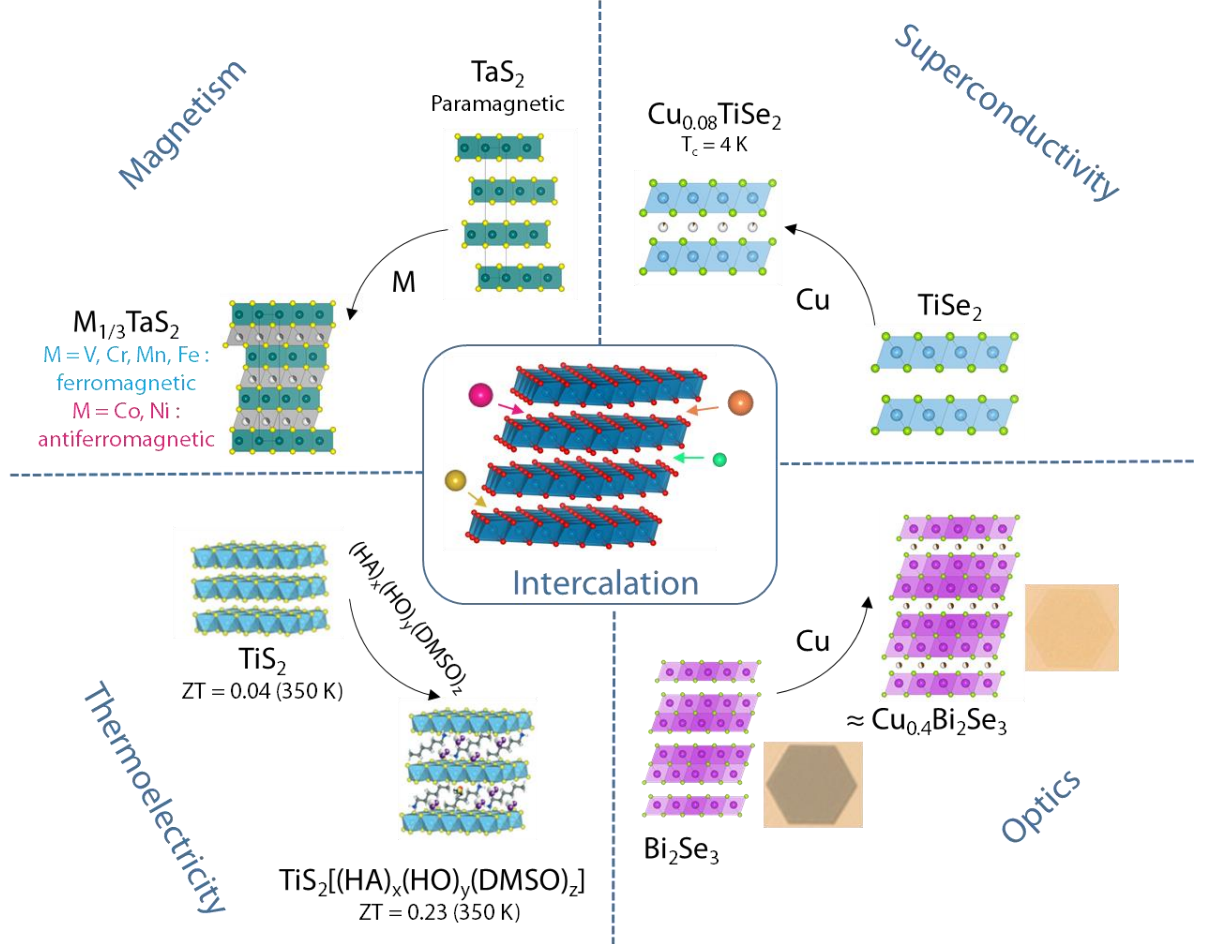 Magnetism
TaS₂
Paramagnetic
M
M₁/₃TaS₂
M = V, Cr, Mn, Fe :
ferromagnetic
M = Co, Ni :
antiferromagnetic
Superconductivity
Cu₀.₀₈TiSe₂
T꜀ = 4 K
Cu
TiSe₂
Intercalation
Thermoelectricity
TiS₂
ZT = 0.04 (350 K)
(HA)ₓ(HO)ᵧ(DMSO)z
TiS₂[(HA)ₓ(HO)ᵧ(DMSO)z]
ZT = 0.23 (350 K)
Optics
Cu
≈ Cu₀.₄Bi₂Se₃
Bi₂Se₃